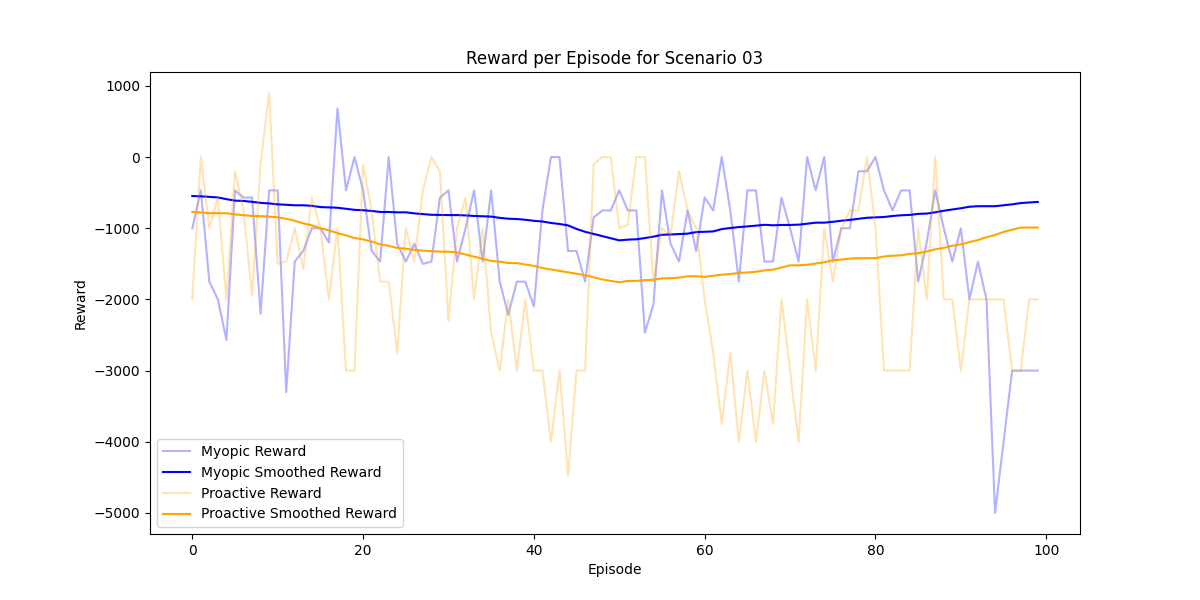 Reward per Episode for Scenario 03
Reward
1000
0
−1000
−2000
−3000
−4000
−5000
Myopic Reward
Myopic Smoothed Reward
Proactive Reward
Proactive Smoothed Reward
0 20 40 60 80 100
Episode